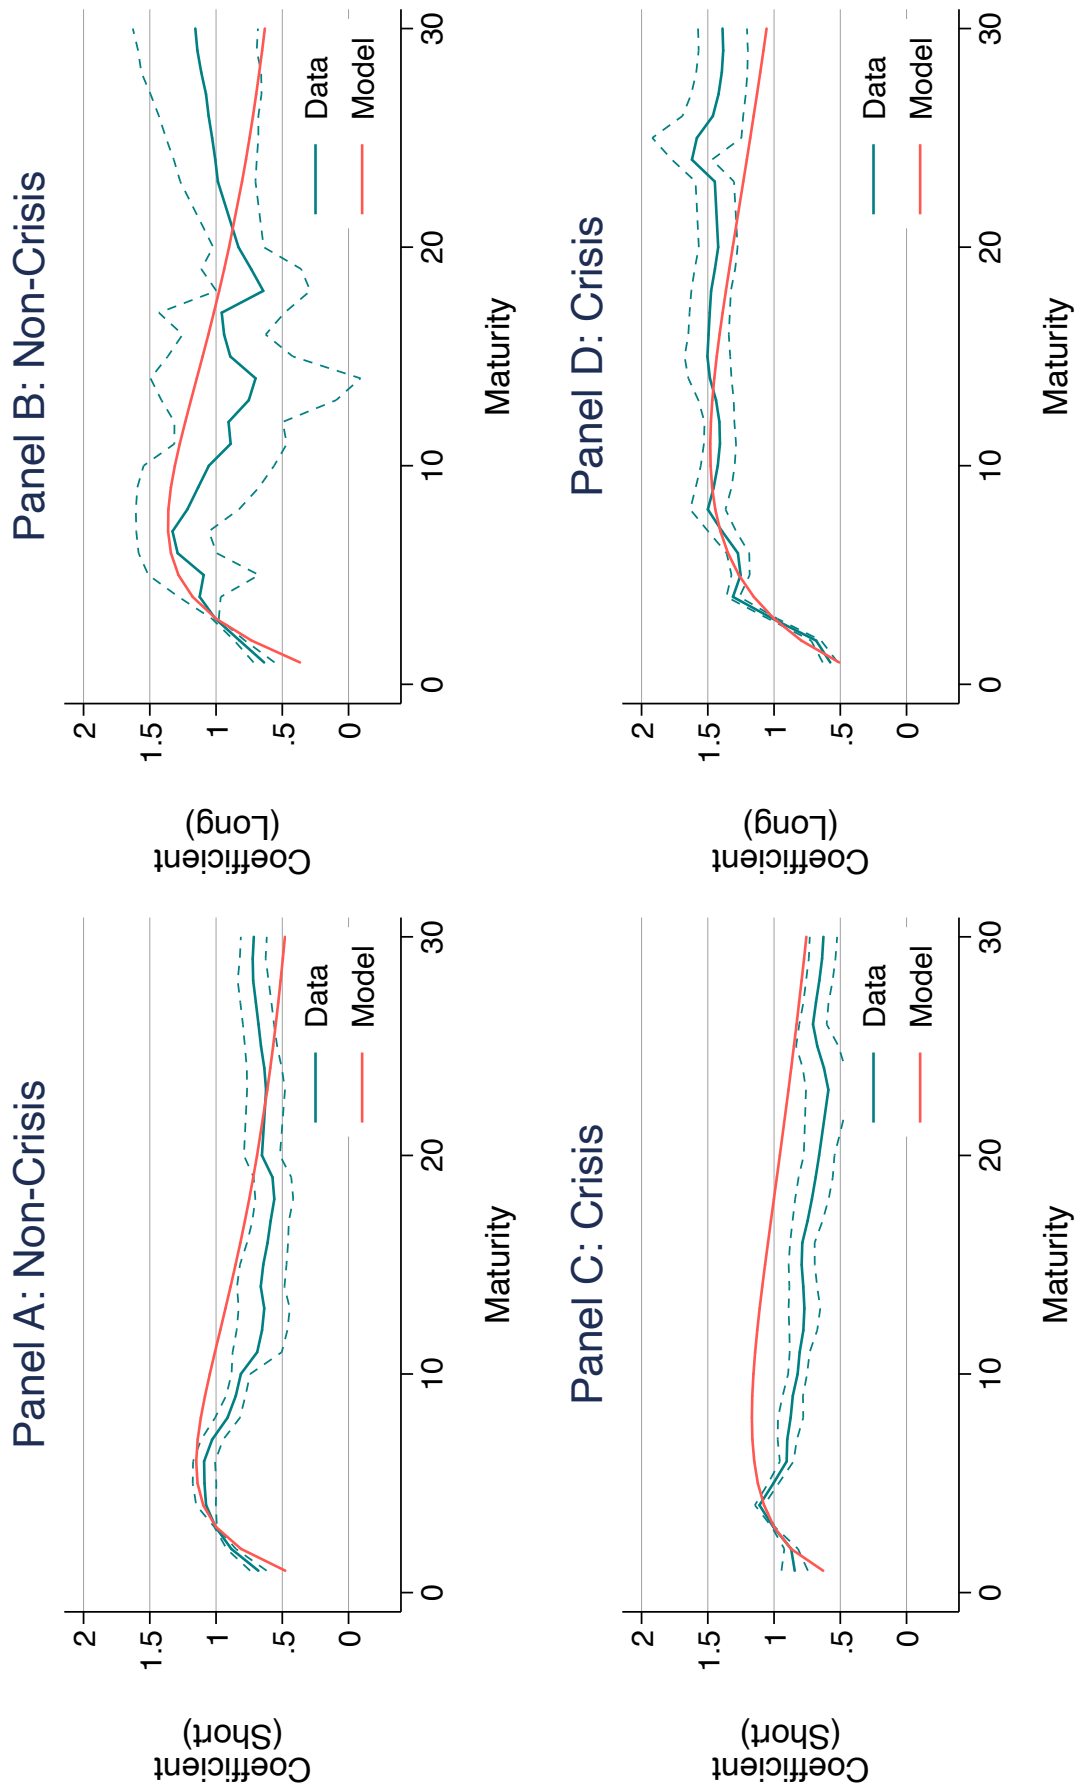 Panel A: Non-Crisis
Coefficient
(Short)
2
1.5
1
.5
0
0
10
20
30
Maturity
Data
Model
Panel B: Non-Crisis
Coefficient
(Long)
2
1.5
1
.5
0
0
10
20
30
Maturity
Data
Model
Panel C: Crisis
Coefficient
(Short)
2
1.5
1
.5
0
0
10
20
30
Maturity
Data
Model
Panel D: Crisis
Coefficient
(Long)
2
1.5
1
.5
0
0
10
20
30
Maturity
Data
Model